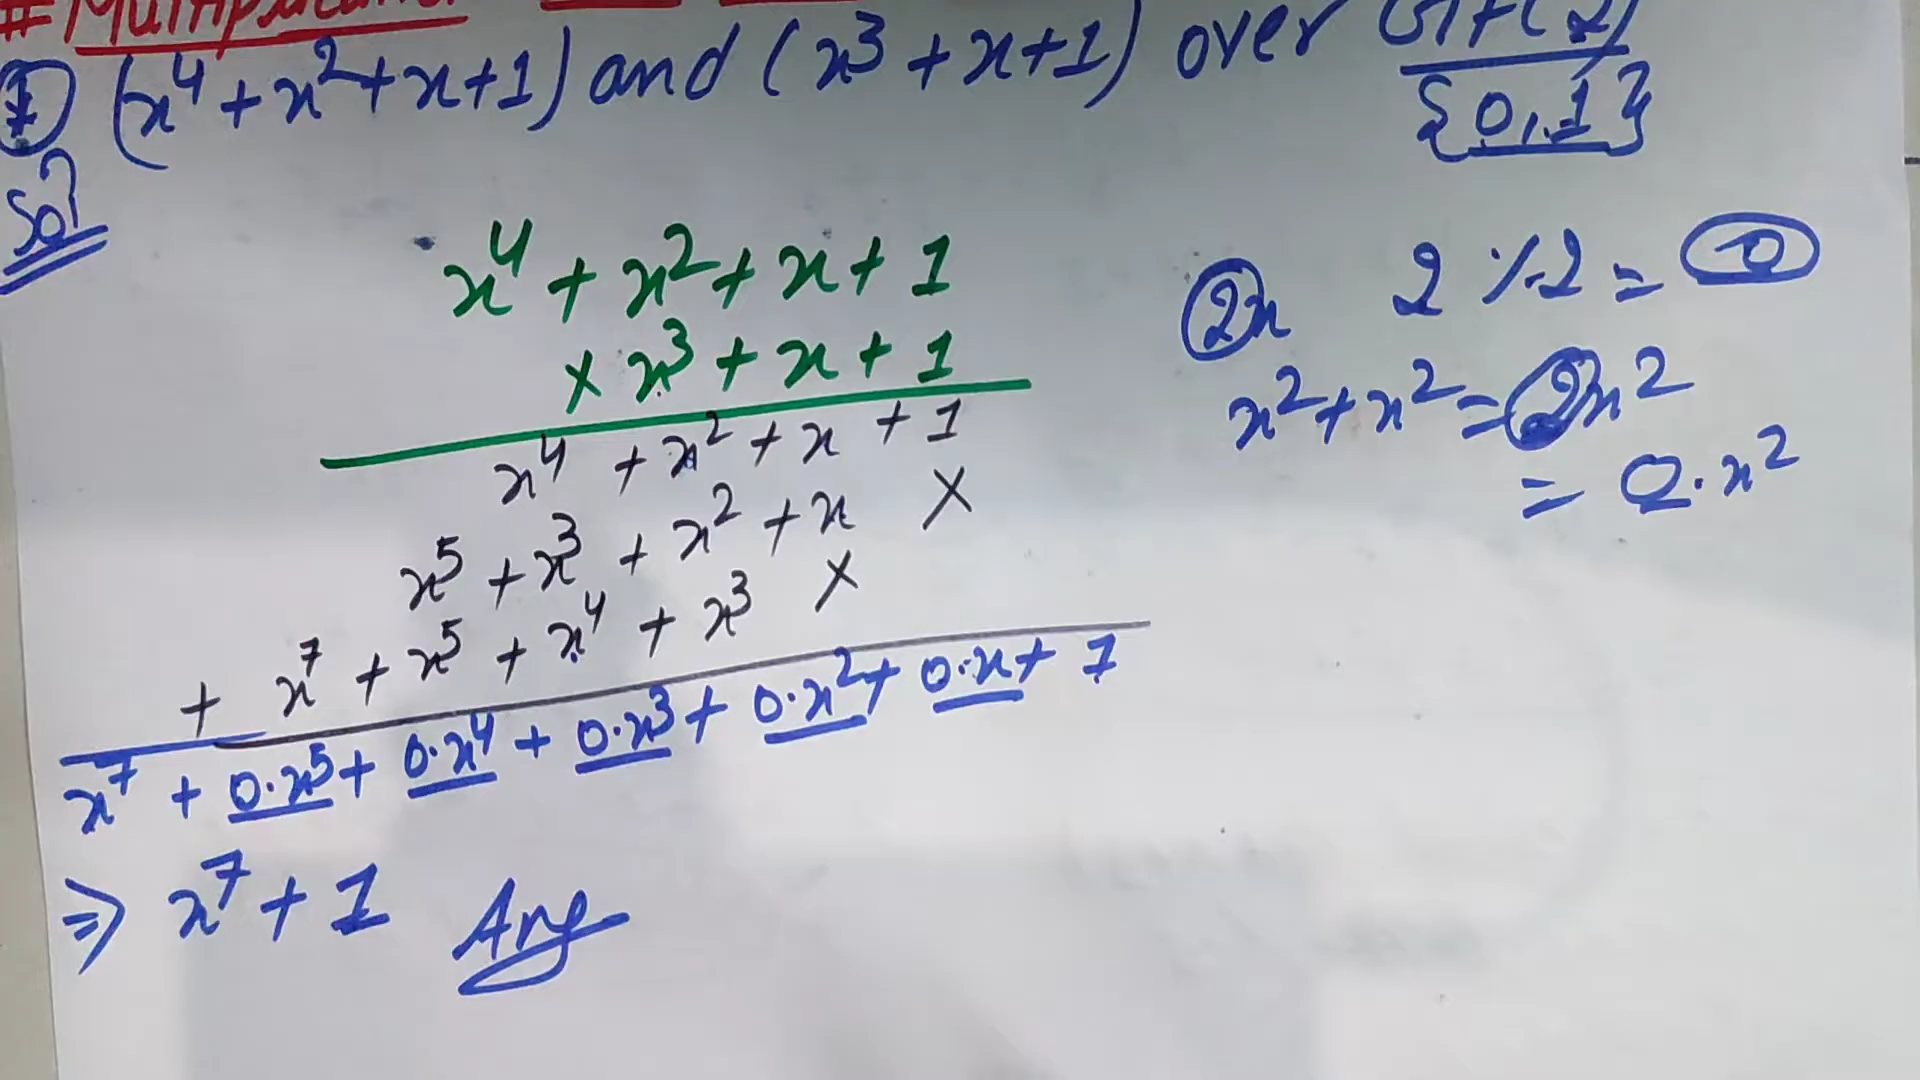 # Multiplication
① (x⁴+x²+x+1) and (x³+x+1) over GF(2)
{0,1}
Solⁿ
x⁴ + x² + x + 1
× x³ + x + 1
x⁴ + x² + x + 1
x⁵ + x³ + x² + x ×
+ x⁷ + x⁵ + x⁴ + x³ ×
x⁷ + 0·x⁵ + 0·x⁴ + 0·x³ + 0·x² + 0·x + 1
⇒ x⁷ + 1 Ans
2x 2 % 2 = 0
x² + x² = 2x²
= 0·x²